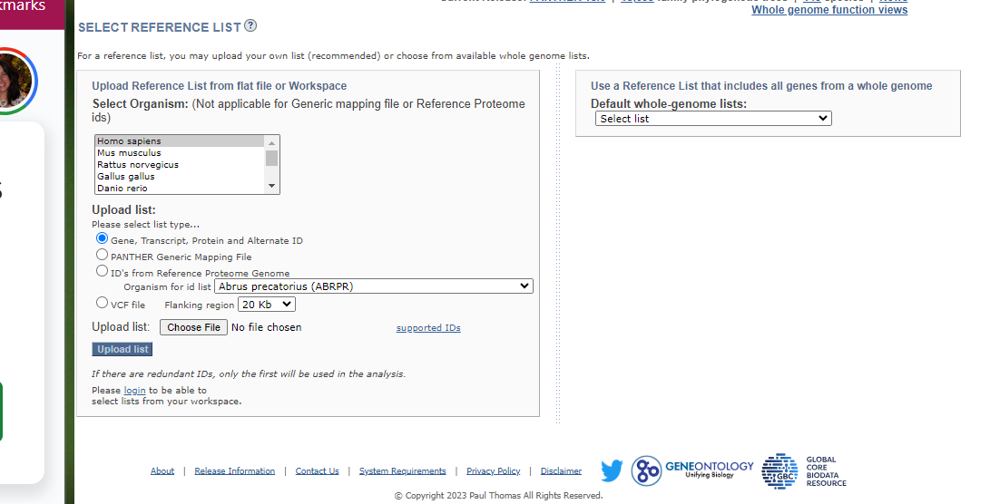 kmarks
Whole genome function views
SELECT REFERENCE LIST ?
For a reference list, you may upload your own list (recommended) or choose from available whole genome lists.
Upload Reference List from flat file or Workspace
Select Organism: (Not applicable for Generic mapping file or Reference Proteome
ids)
Homo sapiens
Mus musculus
Rattus norvegicus
Gallus gallus
Danio rerio
Upload list:
Please select list type...
Gene, Transcript, Protein and Alternate ID
PANTHER Generic Mapping File
ID's from Reference Proteome Genome
Organism for id list Abrus precatorius (ABRPR)
VCF file Flanking region 20 Kb
Upload list: Choose File No file chosen supported IDs
Upload list
If there are redundant IDs, only the first will be used in the analysis.
Please login to be able to
select lists from your workspace.
Use a Reference List that includes all genes from a whole genome
Default whole-genome lists:
Select list
About | Release Information | Contact Us | System Requirements | Privacy Policy | Disclaimer
GENEONTOLOGY
Unifying Biology
GBC
GLOBAL
CORE
BIODATA
RESOURCE
© Copyright 2023 Paul Thomas All Rights Reserved.